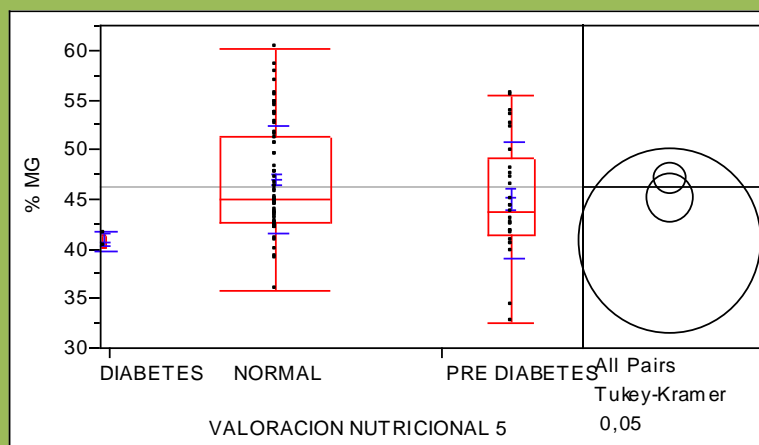 60
55
50
45
40
35
30
% MG
DIABETES NORMAL PRE DIABETES
VALORACION NUTRICIONAL 5
All Pairs
Tukey-Kramer
0,05